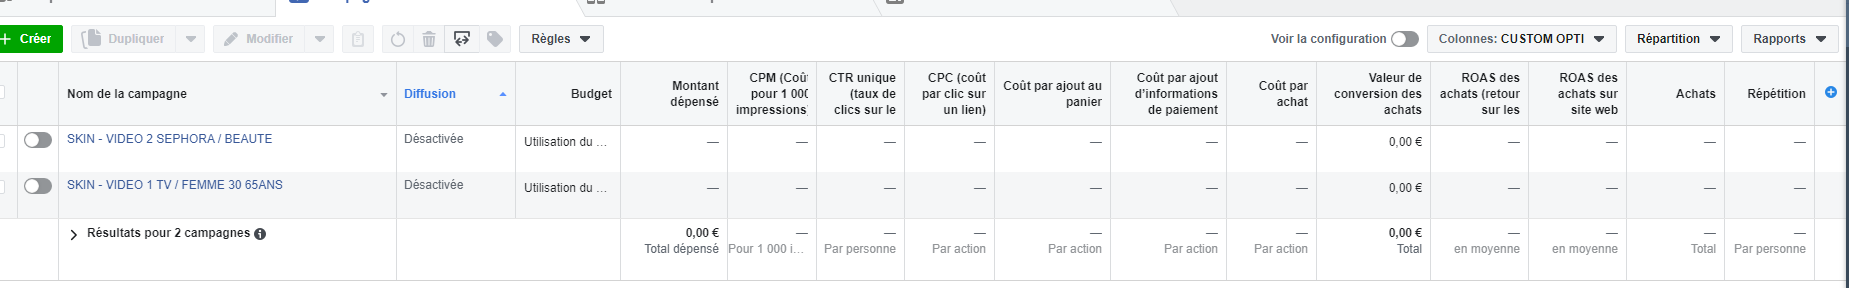 + Créer Dupliquer Modifier Règles Voir la configuration Colonnes: CUSTOM OPTI Répartition Rapports
Nom de la campagne
Diffusion
Budget
Montant
dépensé
CPM (Coût
pour 1 000
impressions)
CTR unique
(taux de
clics sur le
CPC (coût
par clic sur
un lien)
Coût par ajout au
panier
Coût par ajout
d'informations
de paiement
Coût par
achat
Valeur de
conversion des
achats
ROAS des
achats (retour
sur les
ROAS des
achats sur
site web
Achats
Répétition
SKIN - VIDEO 2 SEPHORA / BEAUTE Désactivée Utilisation du ... — — — — — — — 0,00 € — — — —
SKIN - VIDEO 1 TV / FEMME 30 65ANS Désactivée Utilisation du ... — — — — — — — 0,00 € — — — —
Résultats pour 2 campagnes 0,00 € — — — — — — 0,00 € — — — —
Total dépensé Pour 1 000 i... Par personne Par action Par action Par action Par action Total en moyenne en moyenne Total Par personne